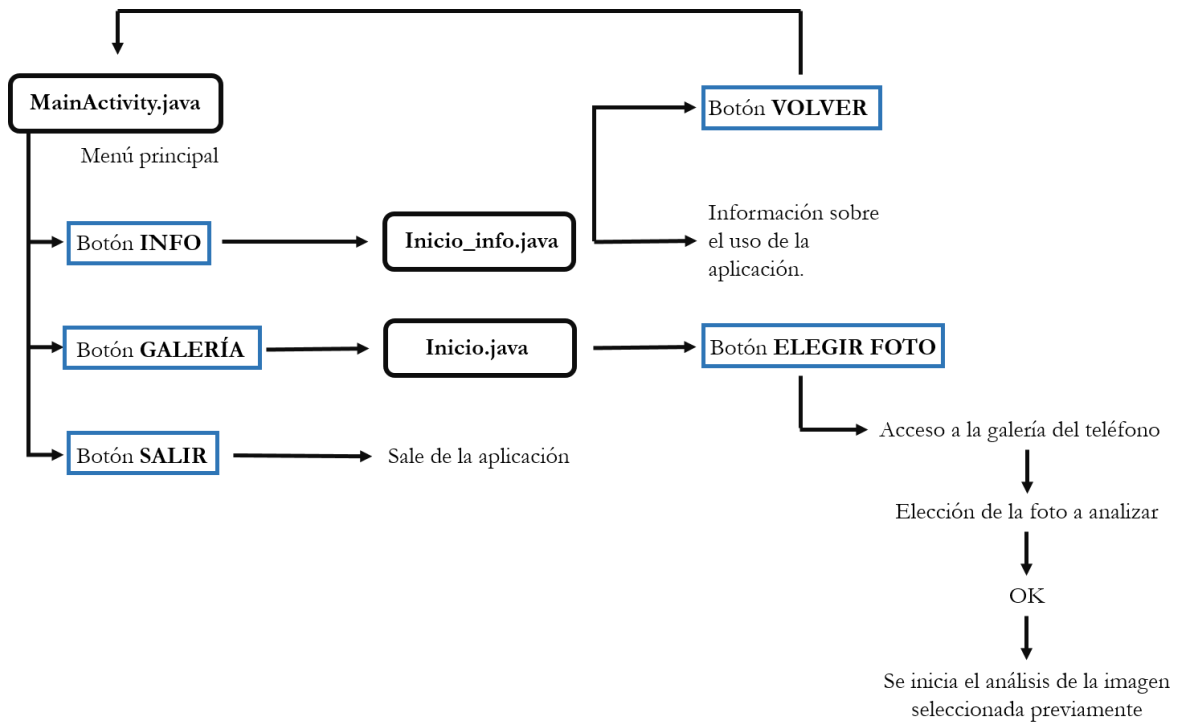 MainActivity.java
Menú principal
Botón VOLVER
Botón INFO
Inicio_info.java
Información sobre
el uso de la
aplicación.
Botón GALERÍA
Inicio.java
Botón ELEGIR FOTO
Botón SALIR
Sale de la aplicación
Acceso a la galería del teléfono
Elección de la foto a analizar
OK
Se inicia el análisis de la imagen
seleccionada previamente